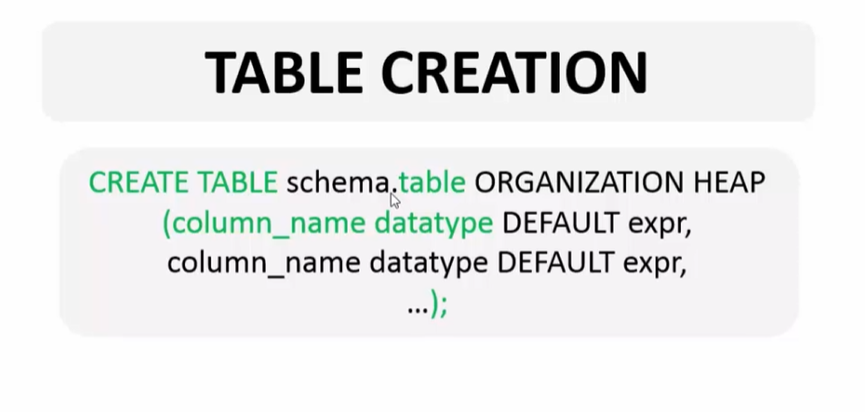 TABLE CREATION
CREATE TABLE schema.table ORGANIZATION HEAP
(column_name datatype DEFAULT expr,
column_name datatype DEFAULT expr,
...);